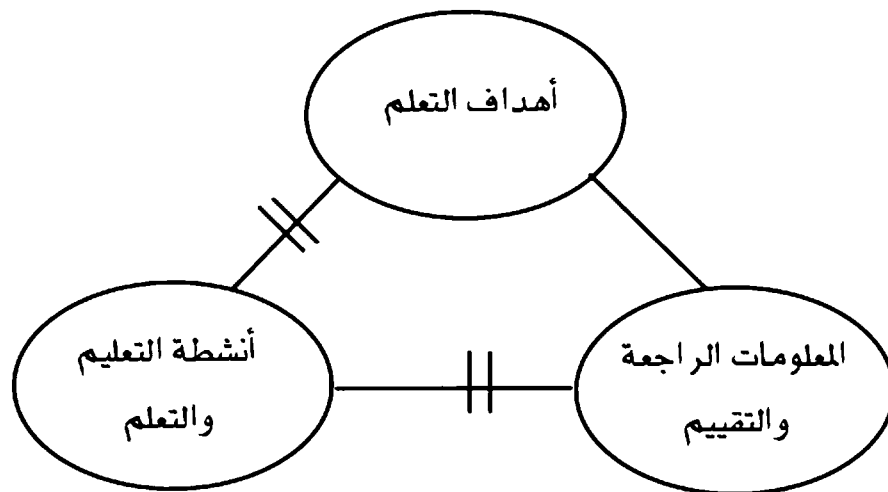 أهداف التعلم
أنشطة التعليم
والتعلم
المعلومات الراجعة
والتقييم